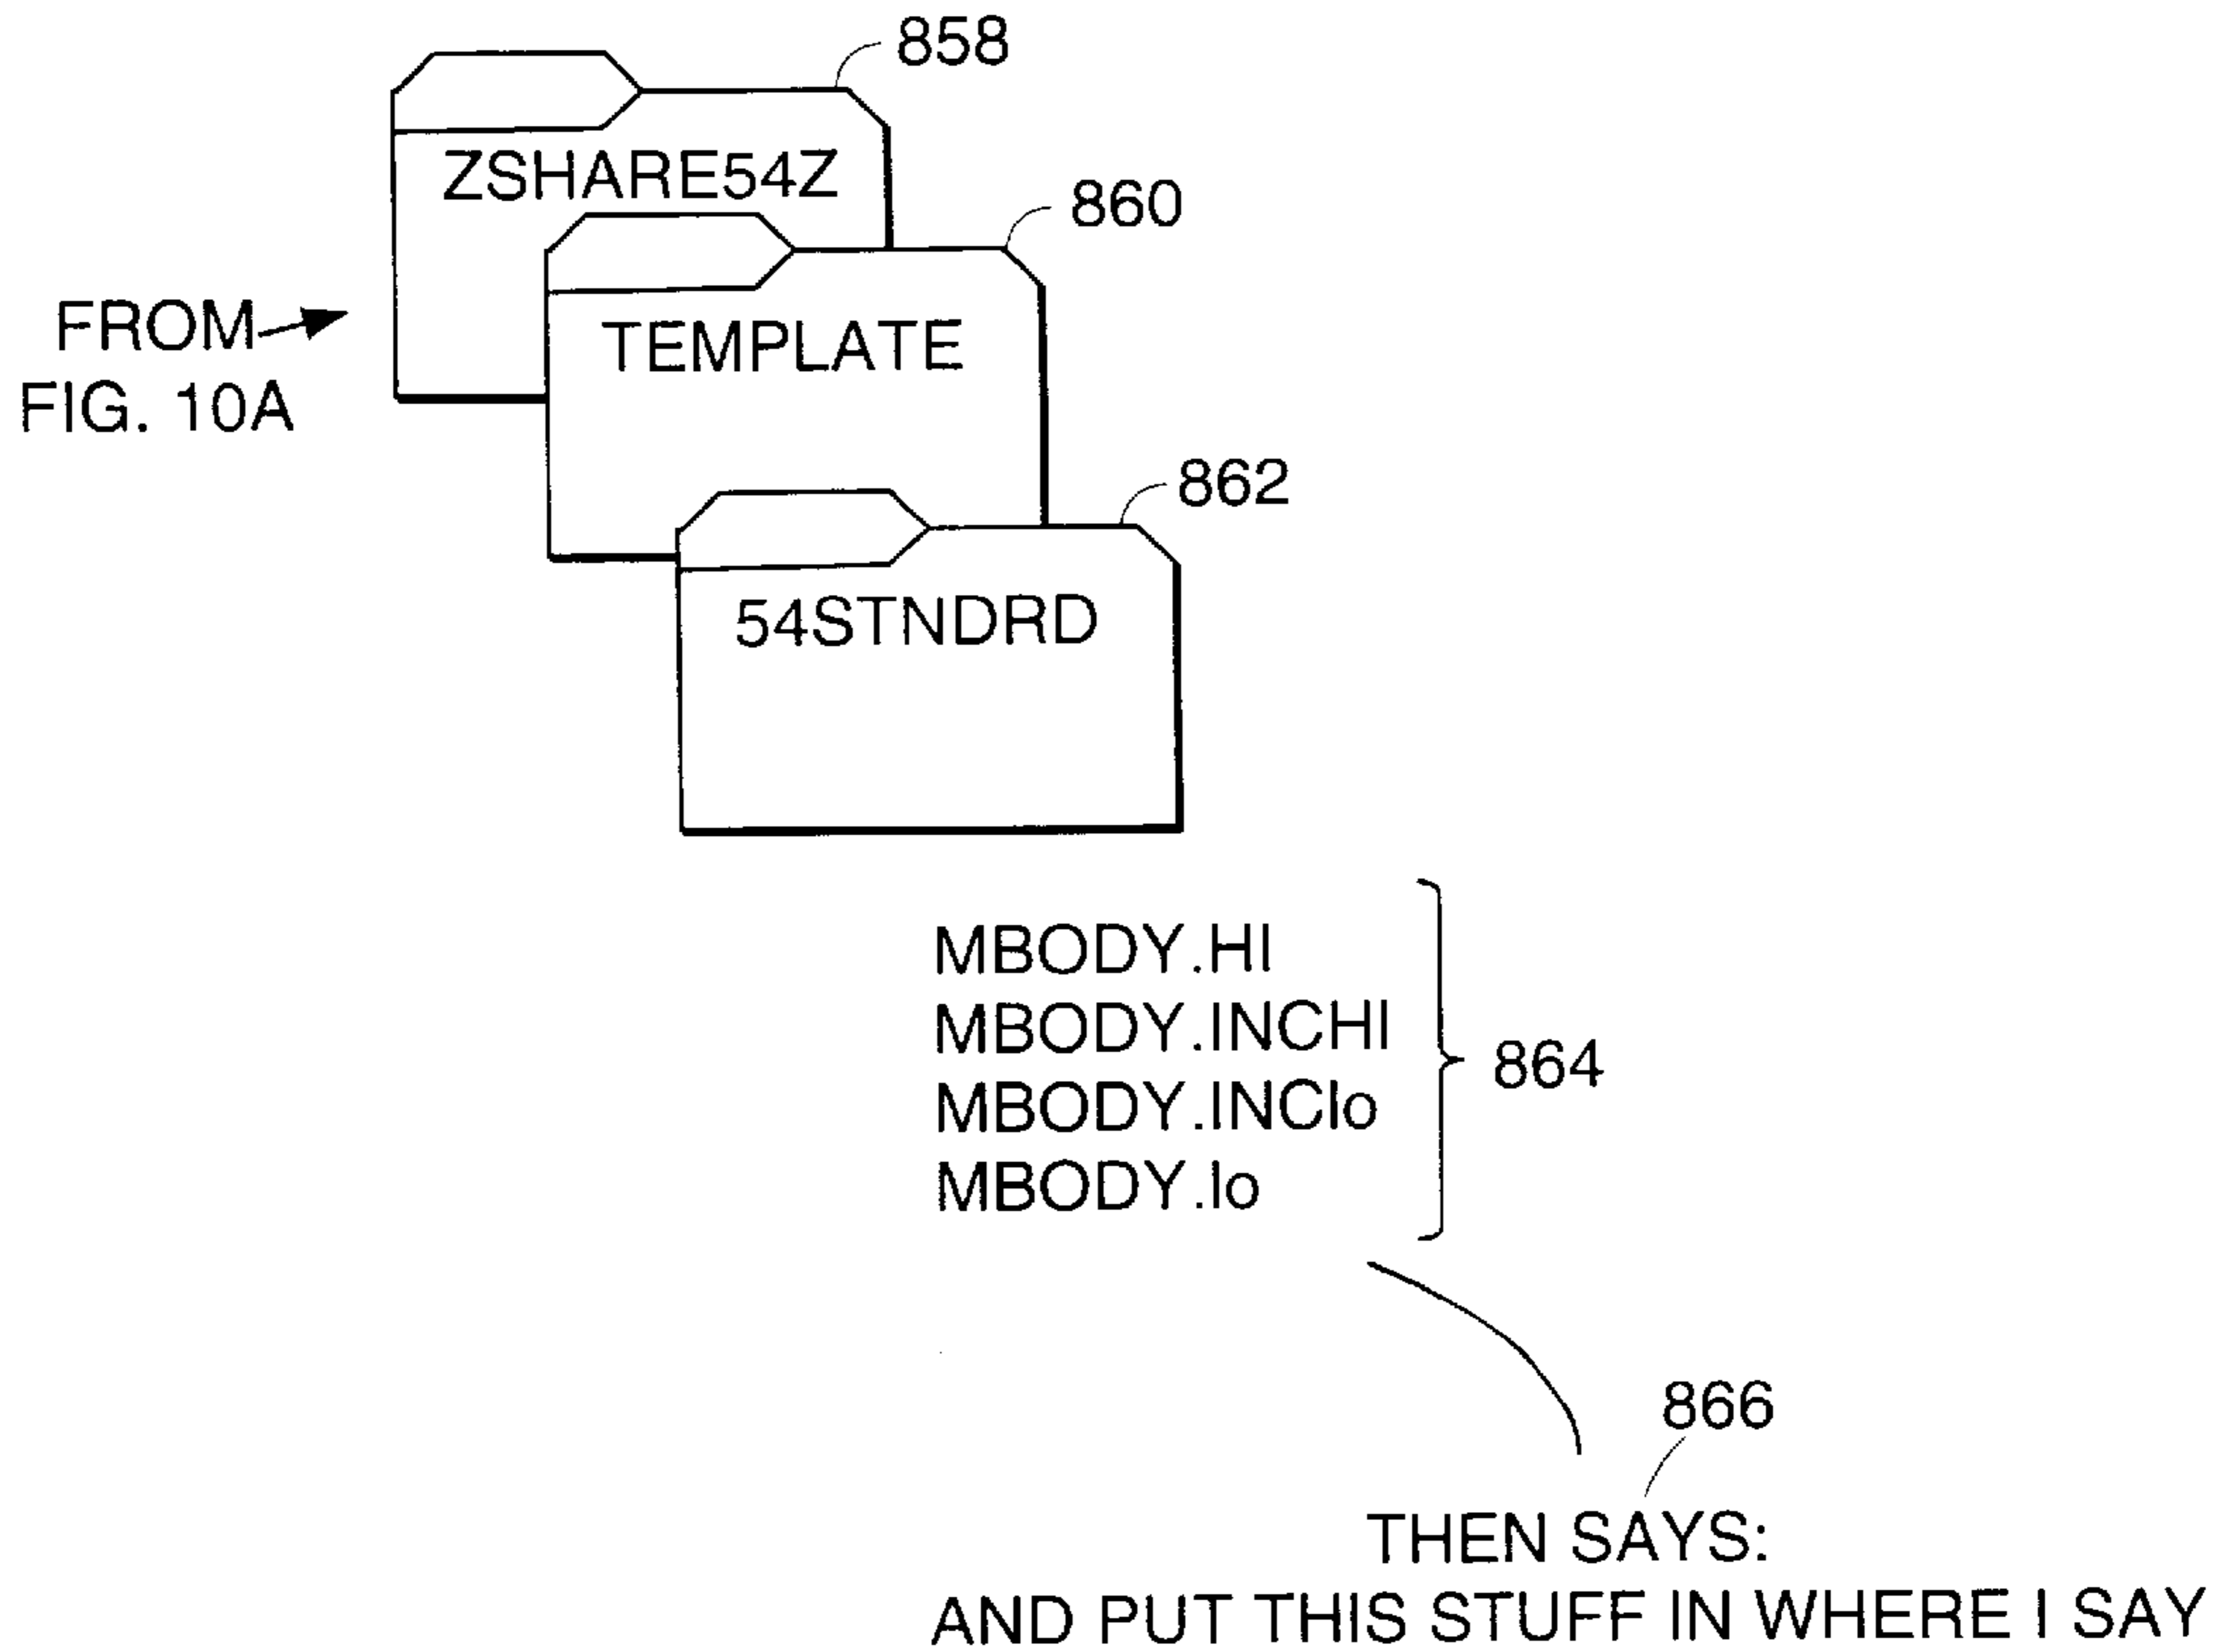 858
ZSHARE54Z
860
FROM
TEMPLATE
FIG. 10A
862
54STNDRD
MBODY.HI
MBODY.INCHI
864
MBODY.INClo
MBODY.lo
866
THEN SAYS:
AND PUT THIS STUFF IN WHERE I SAY